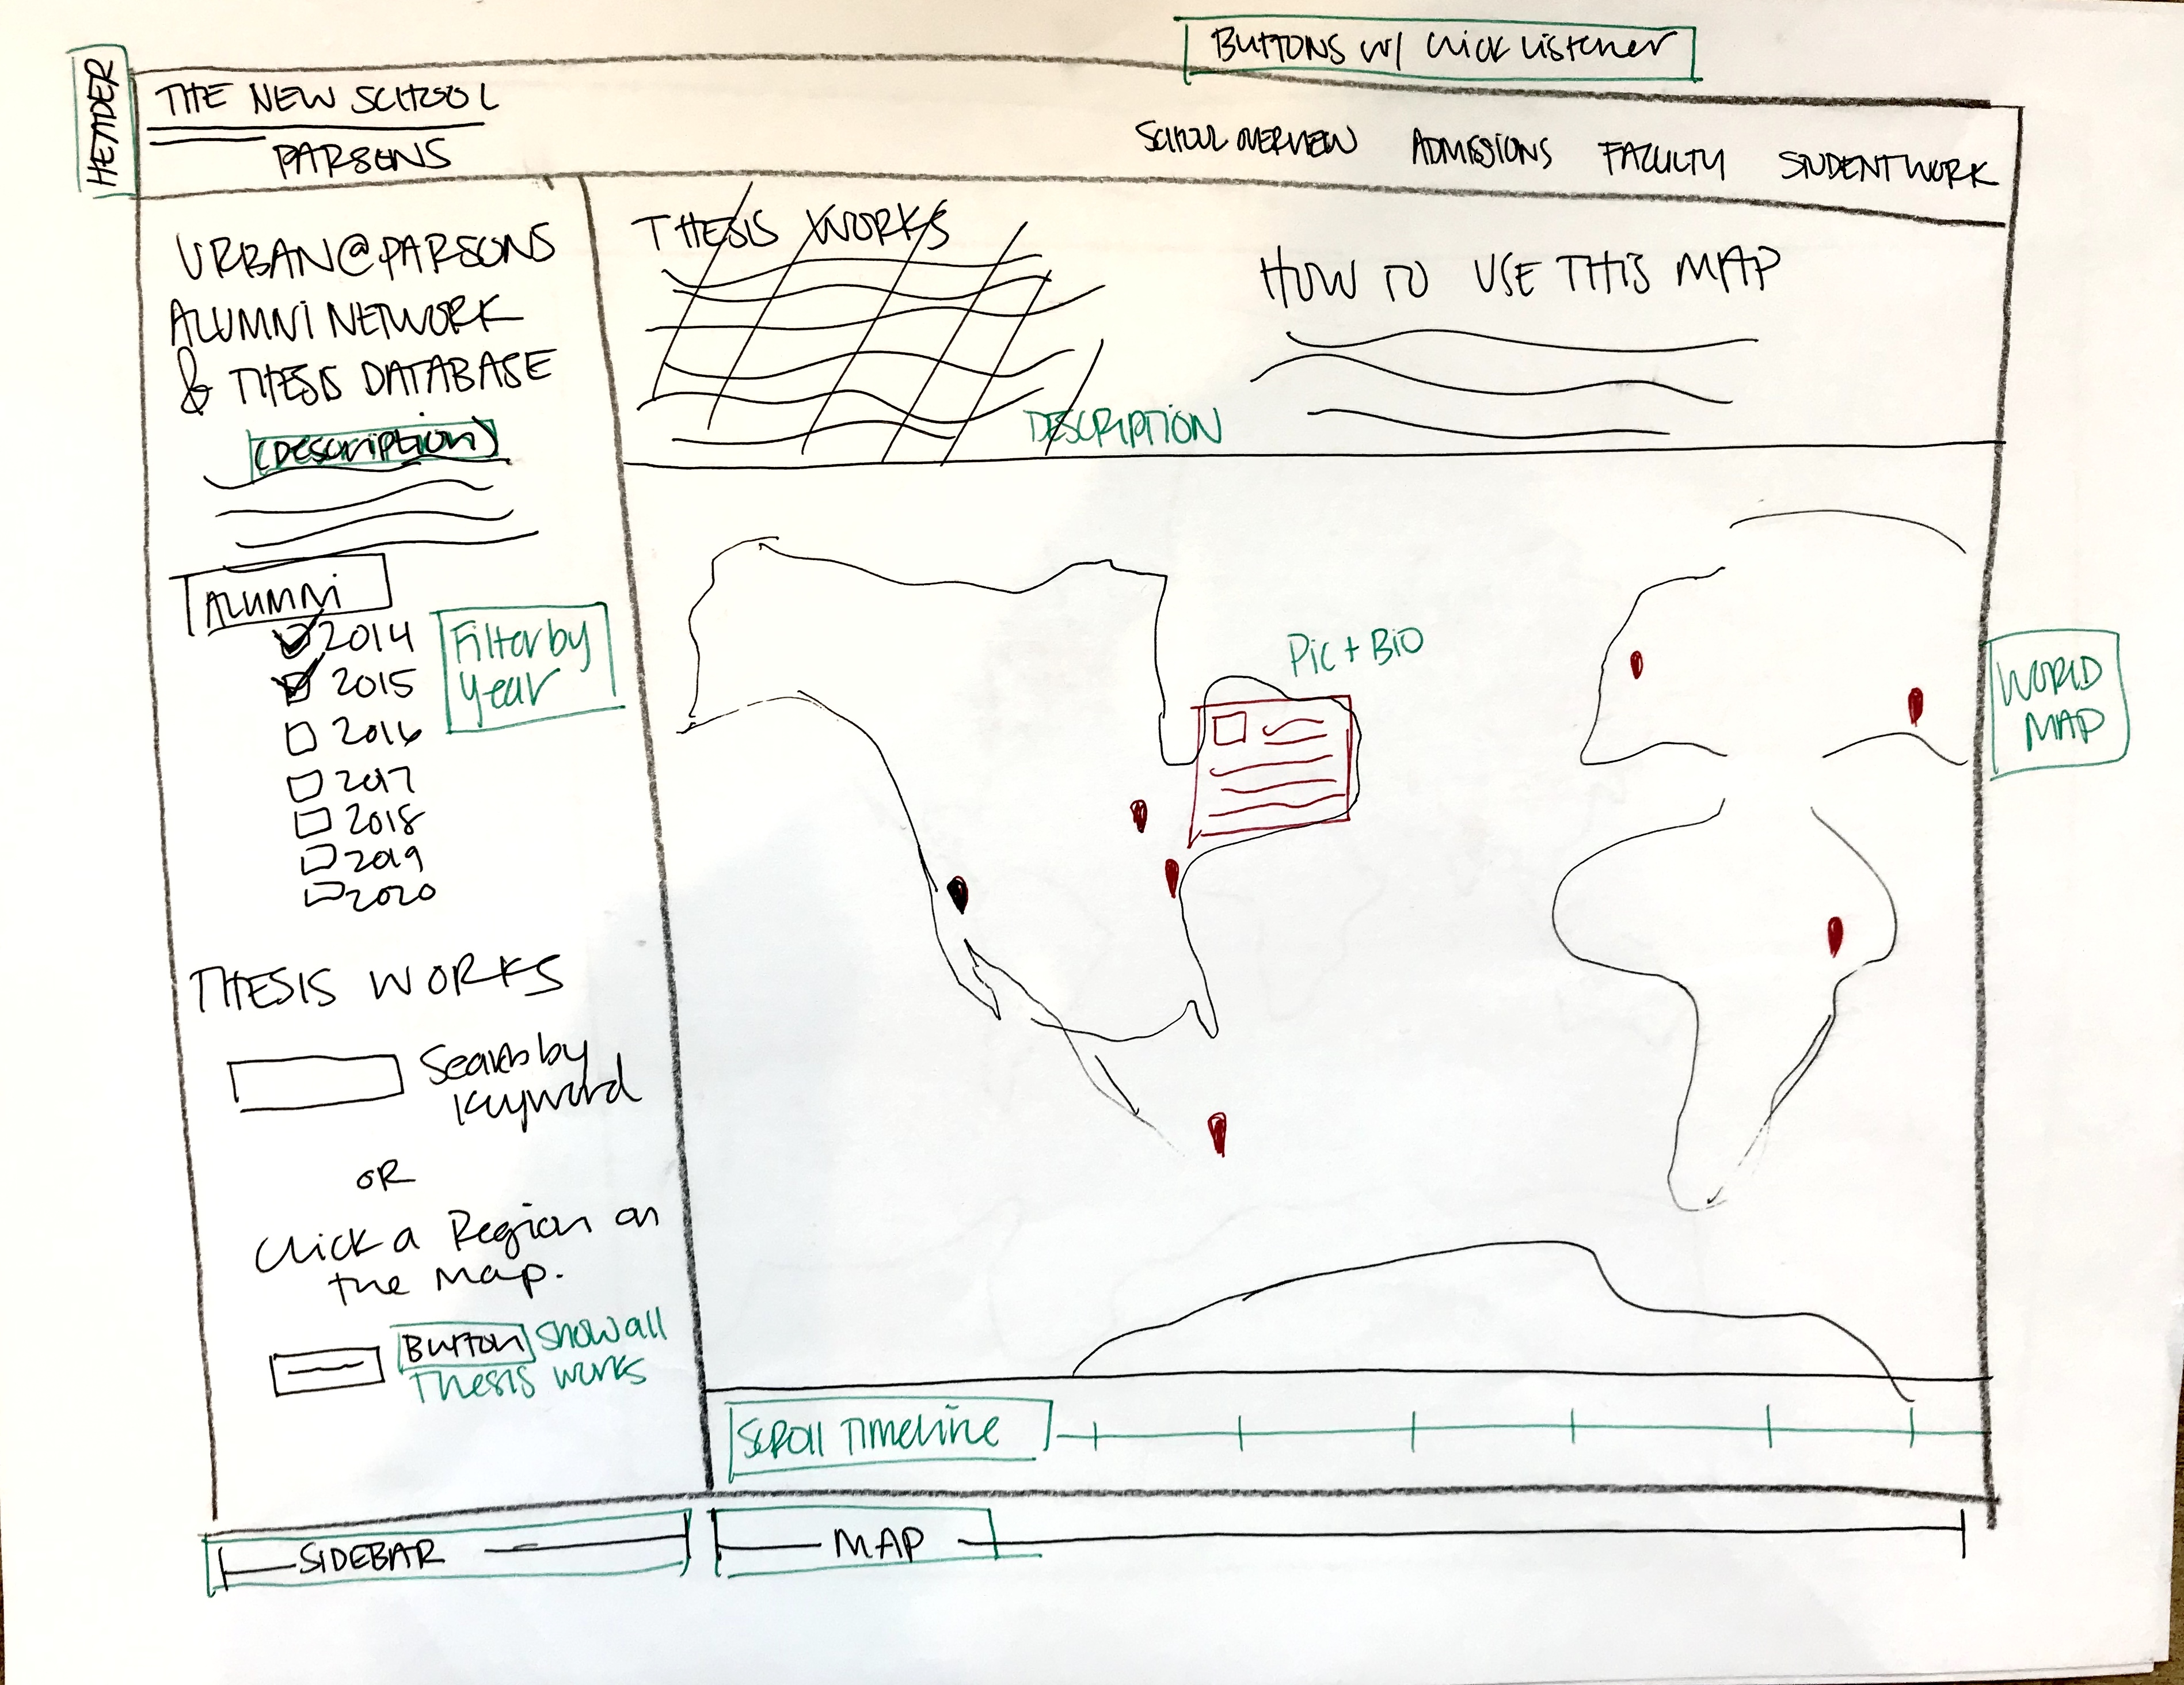 BUTTONS w/ Click Listener
HEADER
THE NEW SCHOOL
PARSONS
SCHOOL OVERVIEW ADMISSIONS FACULTY STUDENT WORK
URBAN@PARSONS
ALUMNI NETWORK
& THESIS DATABASE
(Description)
THESIS WORKS
DESCRIPTION
HOW TO USE THIS MAP
ALUMNI
2014
2015
2016
2017
2018
2019
2020
Filter by
year
Pic + Bio
WORLD
MAP
THESIS WORKS
Search by
Keyword
OR
Click a Region on
the Map.
Button Show all
Thesis works
SCROLL TIMELINE
SIDEBAR
MAP